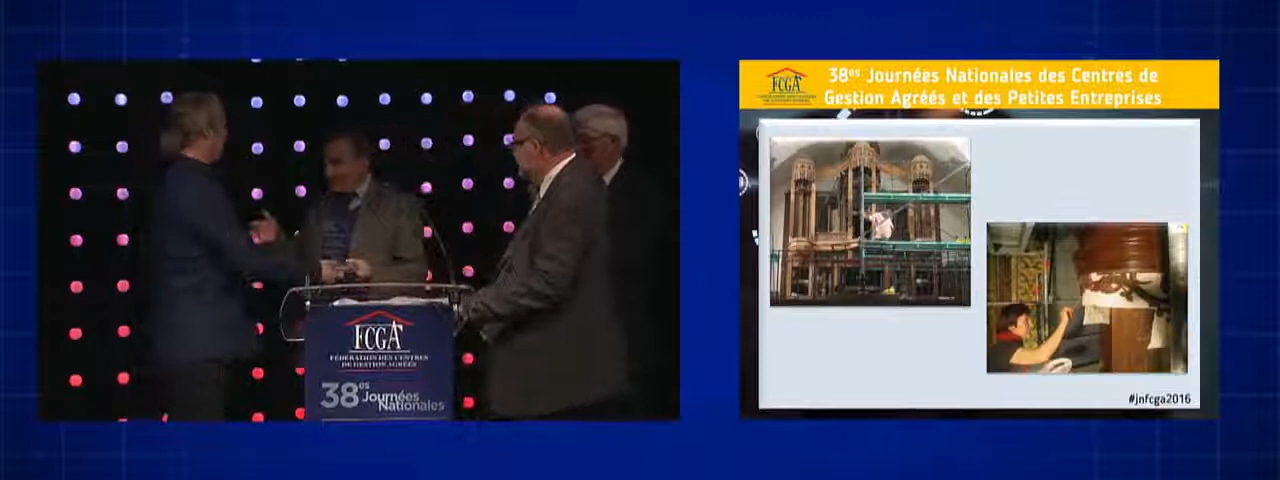 FCGA
FÉDÉRATION DES CENTRES
DE GESTION AGRÉÉS
38es Journées
Nationales
FCGA
38es Journées Nationales des Centres de
Gestion Agréés et des Petites Entreprises
#jnfcga2016